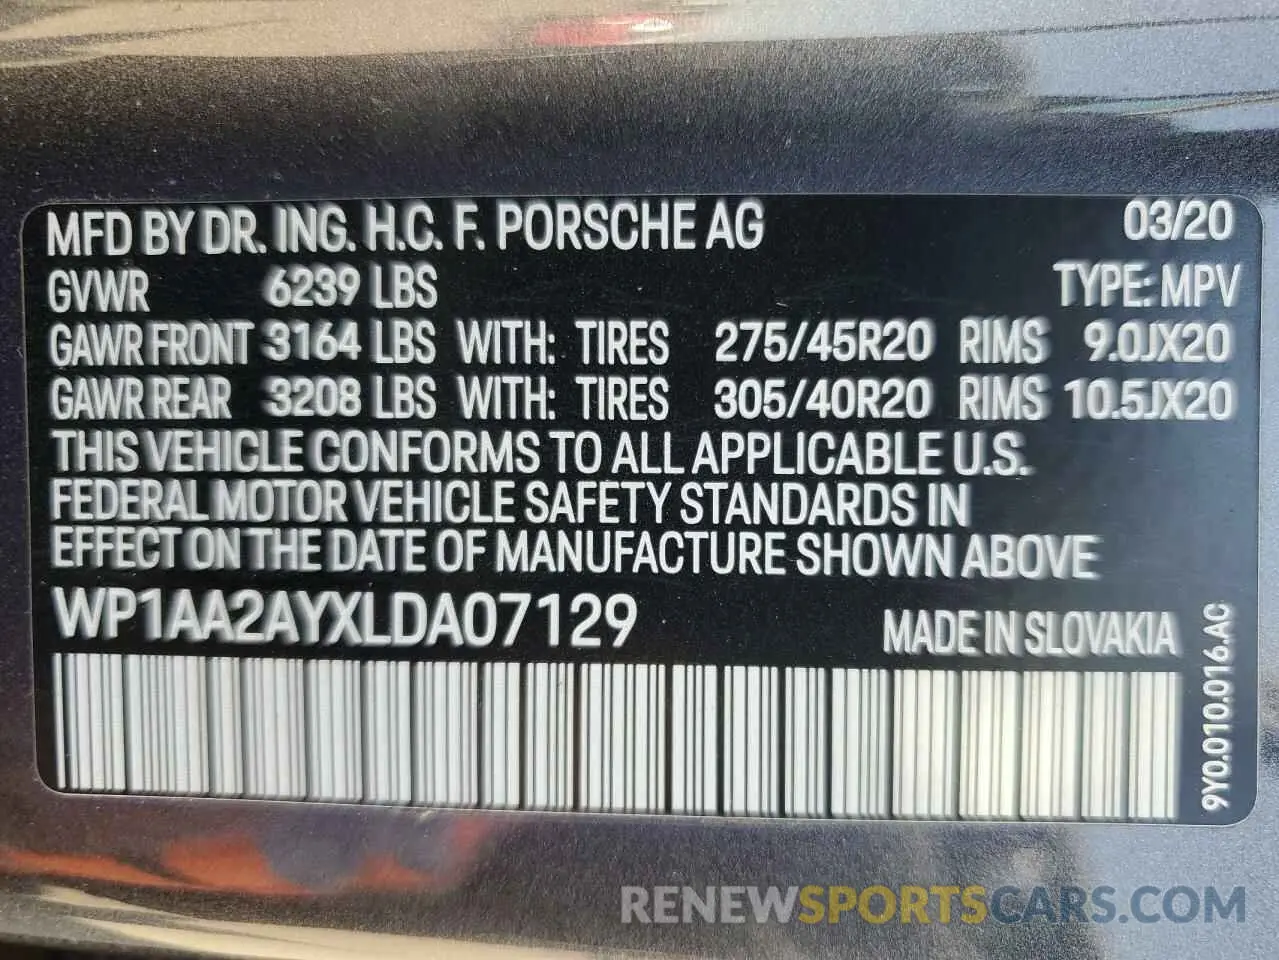 MFD BY DR. ING. H.C. F. PORSCHE AG 03/20
GVWR 6239 LBS TYPE: MPV
GAWR FRONT 3164 LBS WITH: TIRES 275/45R20 RIMS 9.0JX20
GAWR REAR 3208 LBS WITH: TIRES 305/40R20 RIMS 10.5JX20
THIS VEHICLE CONFORMS TO ALL APPLICABLE U.S.
FEDERAL MOTOR VEHICLE SAFETY STANDARDS IN
EFFECT ON THE DATE OF MANUFACTURE SHOWN ABOVE
WP1AA2AYXLDA07129 MADE IN SLOVAKIA
9Y0.010.016.AC
RENEWSPORTSCARS.COM